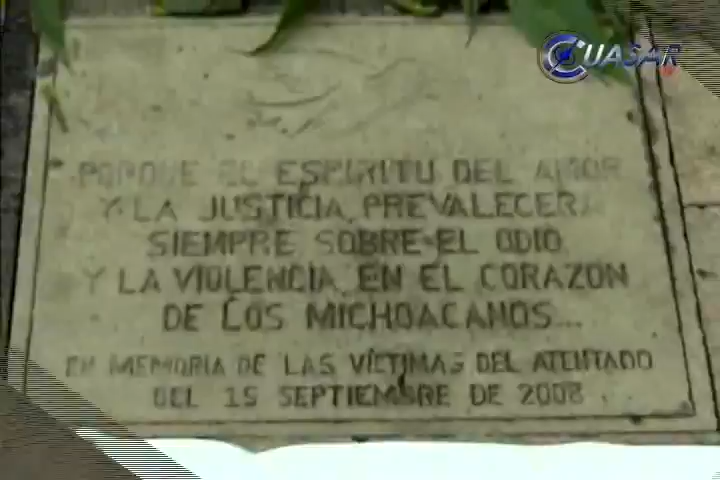 CUASAR
PORQUE EL ESPIRITU DEL AMOR
Y LA JUSTICIA, PREVALECERA
SIEMPRE SOBRE EL ODIO
Y LA VIOLENCIA, EN EL CORAZON
DE LOS MICHOACANOS...
EN MEMORIA DE LAS VÍCTIMAS DEL ATENTADO
DEL 15 SEPTIEMBRE DE 2008